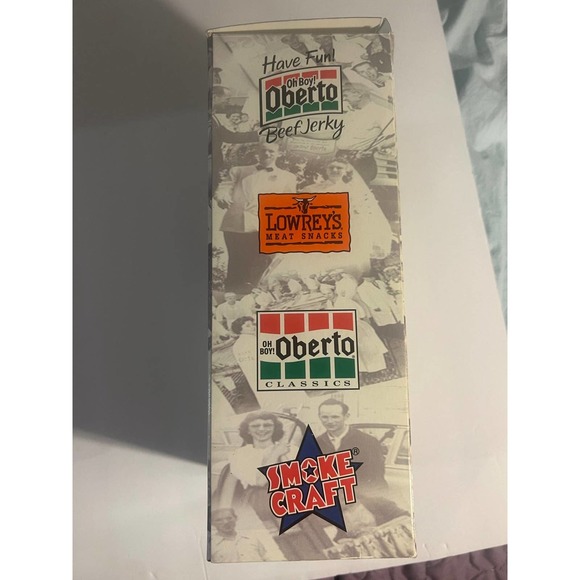 Have Fun!
Oh Boy!
Oberto
Beef Jerky
LOWREY'S
MEAT SNACKS
OH
BOY! Oberto
CLASSICS
SMOKE®
CRAFT